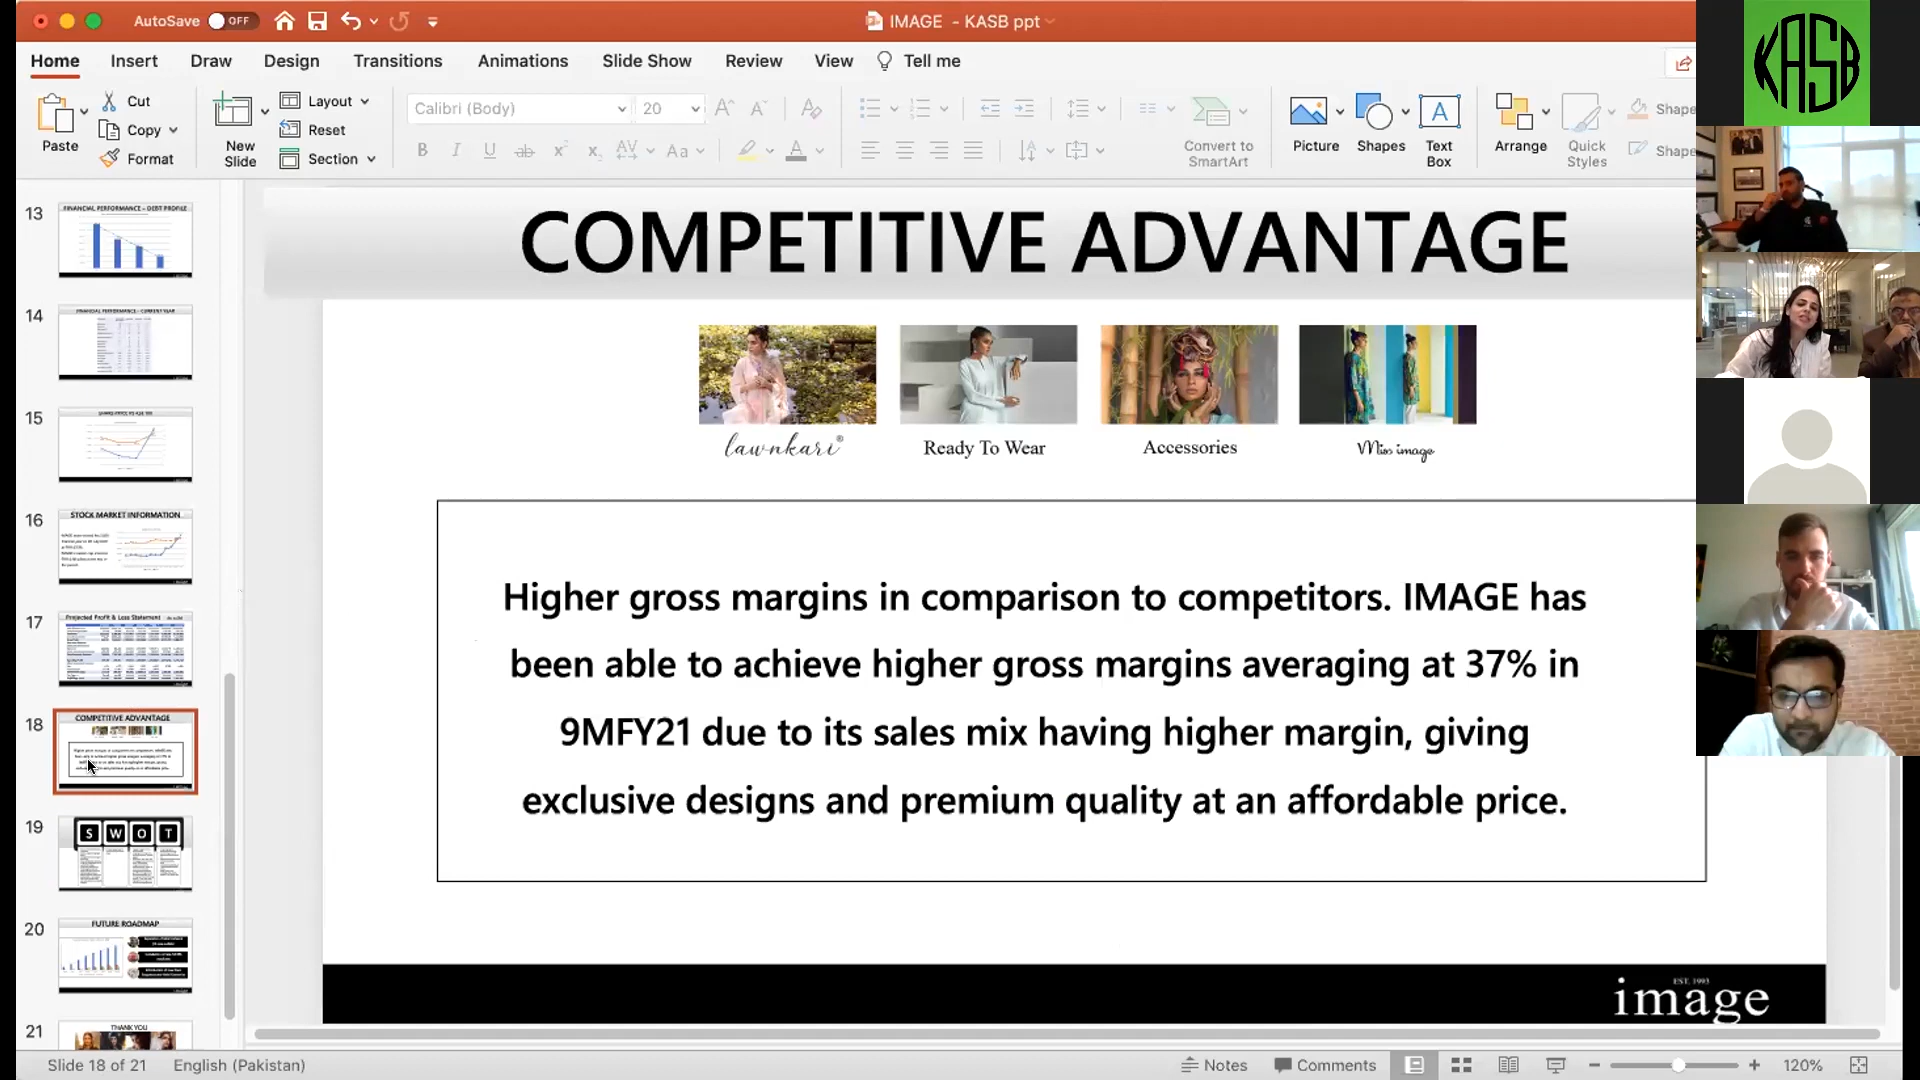 AutoSave OFF
IMAGE - KASB ppt
KASB
Home Insert Draw Design Transitions Animations Slide Show Review View Tell me
Paste
Cut
Copy
Format
New
Slide
Layout
Reset
Section
Calibri (Body) 20
Convert to
SmartArt
Picture
Shapes
Text
Box
Arrange
Quick
Styles
Shape
Shape
13
FINANCIAL PERFORMANCE - DEBT PROFILE
14
FINANCIAL PERFORMANCE - CURRENT YEAR
15
16
STOCK MARKET INFORMATION
17
Projected Profit & Loss Statement
18
COMPETITIVE ADVANTAGE
19
S W O T
20
FUTURE ROADMAP
21
THANK YOU
COMPETITIVE ADVANTAGE
lawnkari®
Ready To Wear
Accessories
Miss image
Higher gross margins in comparison to competitors. IMAGE has
been able to achieve higher gross margins averaging at 37% in
9MFY21 due to its sales mix having higher margin, giving
exclusive designs and premium quality at an affordable price.
EST. 1993
image
Slide 18 of 21 English (Pakistan)
Notes Comments 120%